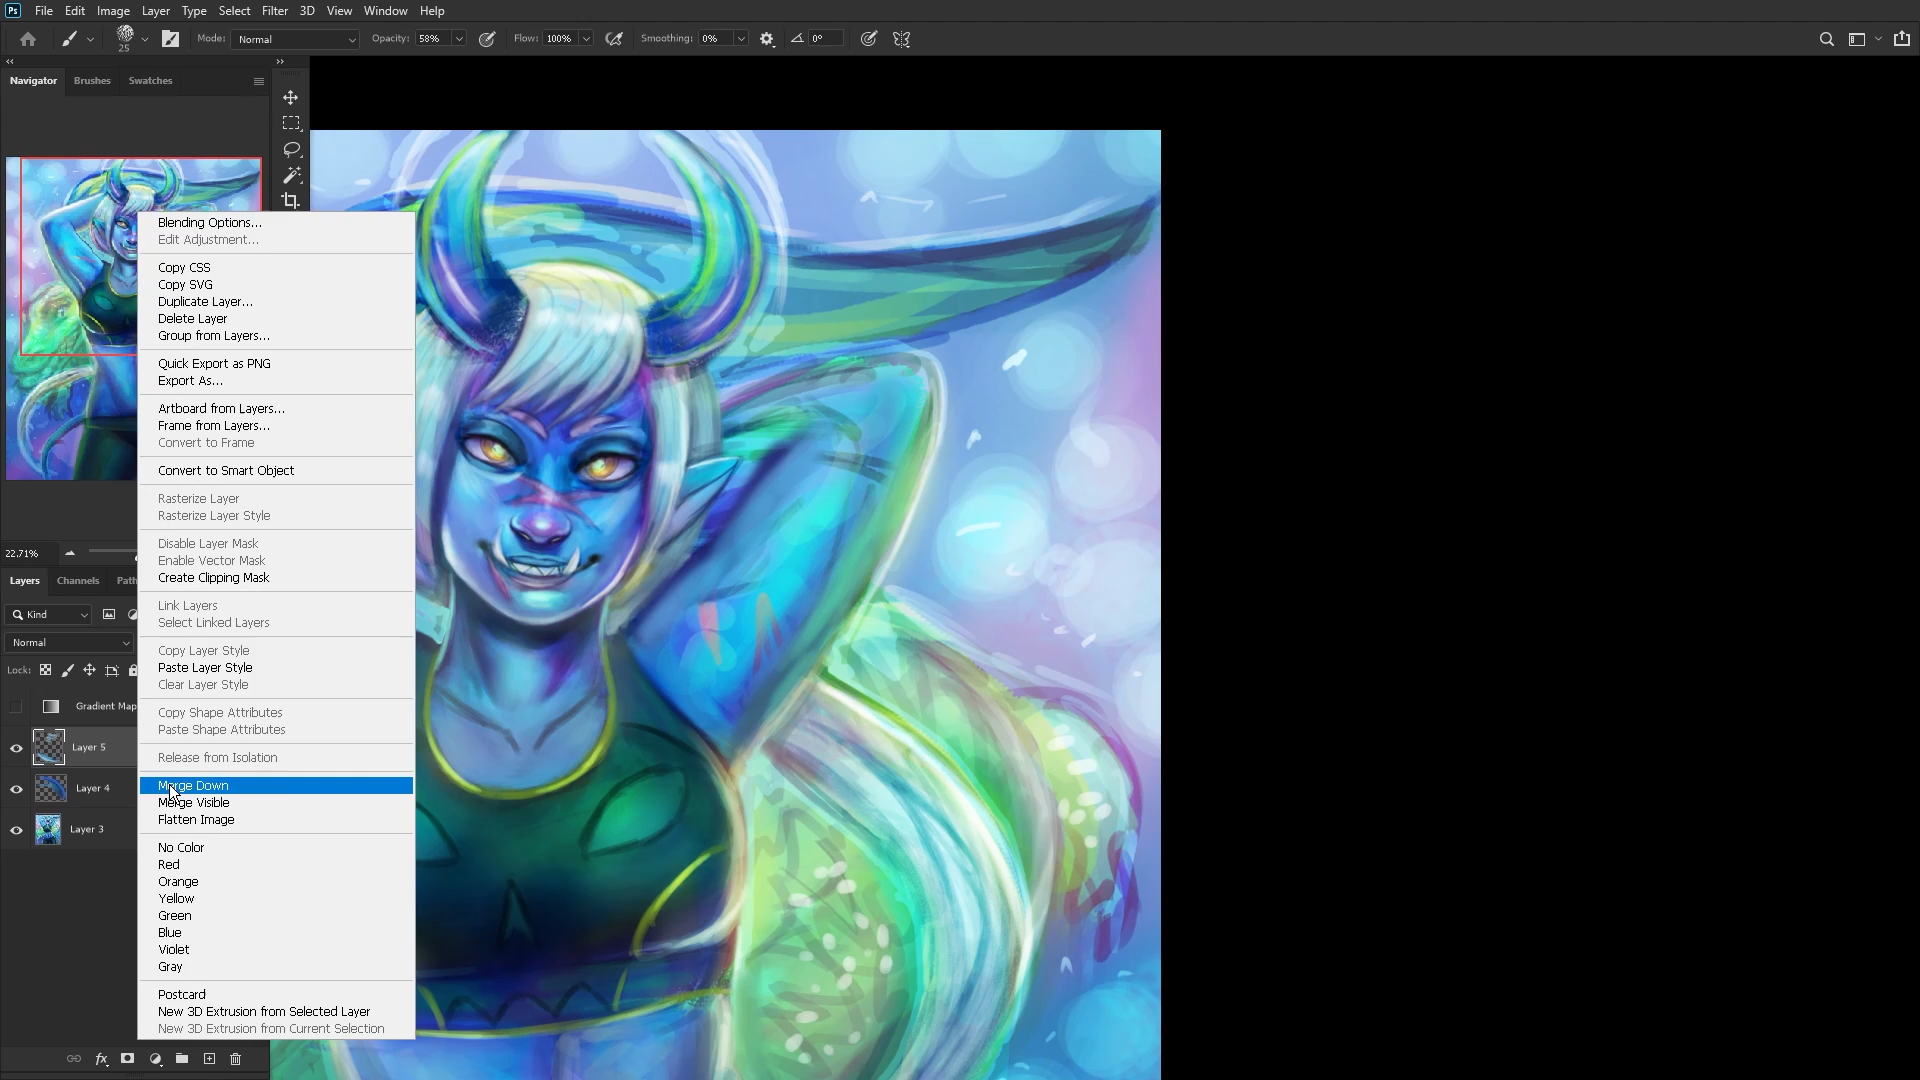 Ps File Edit Image Layer Type Select Filter 3D View Window Help
25 Mode: Normal Opacity: 58% Flow: 100% Smoothing: 0% 0°
Navigator Brushes Swatches
Blending Options...
Edit Adjustment...
Copy CSS
Copy SVG
Duplicate Layer...
Delete Layer
Group from Layers...
Quick Export as PNG
Export As...
Artboard from Layers...
Frame from Layers...
Convert to Frame
Convert to Smart Object
Rasterize Layer
Rasterize Layer Style
Disable Layer Mask
Enable Vector Mask
Create Clipping Mask
Link Layers
Select Linked Layers
Copy Layer Style
Paste Layer Style
Clear Layer Style
Copy Shape Attributes
Paste Shape Attributes
Release from Isolation
Merge Down
Merge Visible
Flatten Image
No Color
Red
Orange
Yellow
Green
Blue
Violet
Gray
Postcard
New 3D Extrusion from Selected Layer
New 3D Extrusion from Current Selection
22.71%
Layers Channels Path
Kind
Normal
Lock:
Gradient Map
Layer 5
Layer 4
Layer 3
fx